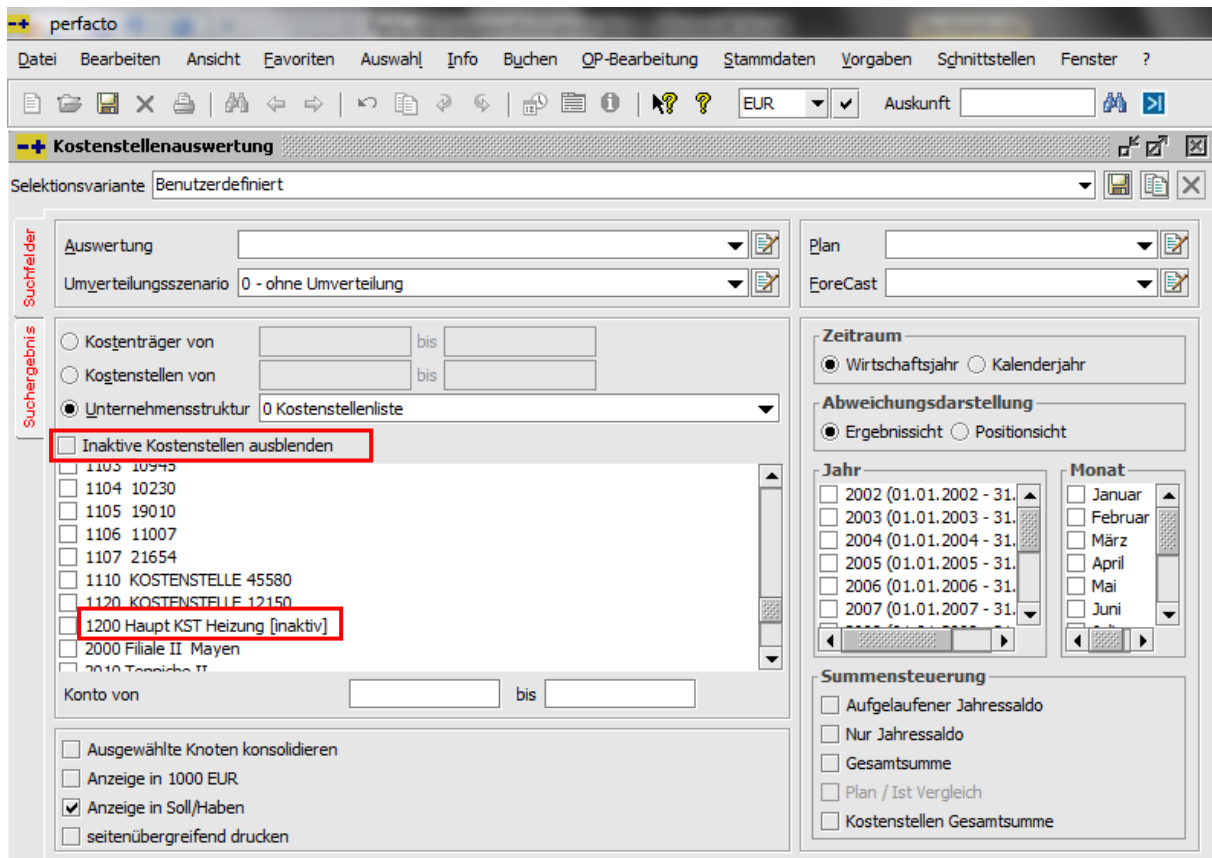 perfacto
Datei Bearbeiten Ansicht Favoriten Auswahl Info Buchen OP-Bearbeitung Stammdaten Vorgaben Schnittstellen Fenster ?
EUR Auskunft
Kostenstellenauswertung
Selektionsvariante Benutzerdefiniert
Suchfelder
Suchergebnis
Auswertung
Umverteilungsszenario 0 - ohne Umverteilung
Plan
ForeCast
Kostenträger von bis
Kostenstellen von bis
Unternehmensstruktur 0 Kostenstellenliste
Inaktive Kostenstellen ausblenden
1103 10945
1104 10230
1105 19010
1106 11007
1107 21654
1110 KOSTENSTELLE 45580
1120 KOSTENSTELLE 12150
1200 Haupt KST Heizung [inaktiv]
2000 Filiale II Mayen
2010 Teppiche II
Konto von bis
Ausgewählte Knoten konsolidieren
Anzeige in 1000 EUR
Anzeige in Soll/Haben
seitenübergreifend drucken
Zeitraum
Wirtschaftsjahr Kalenderjahr
Abweichungsdarstellung
Ergebnissicht Positionsicht
Jahr
2002 (01.01.2002 - 31.
2003 (01.01.2003 - 31.
2004 (01.01.2004 - 31.
2005 (01.01.2005 - 31.
2006 (01.01.2006 - 31.
2007 (01.01.2007 - 31.
Monat
Januar
Februar
März
April
Mai
Juni
Summensteuerung
Aufgelaufener Jahressaldo
Nur Jahressaldo
Gesamtsumme
Plan / Ist Vergleich
Kostenstellen Gesamtsumme